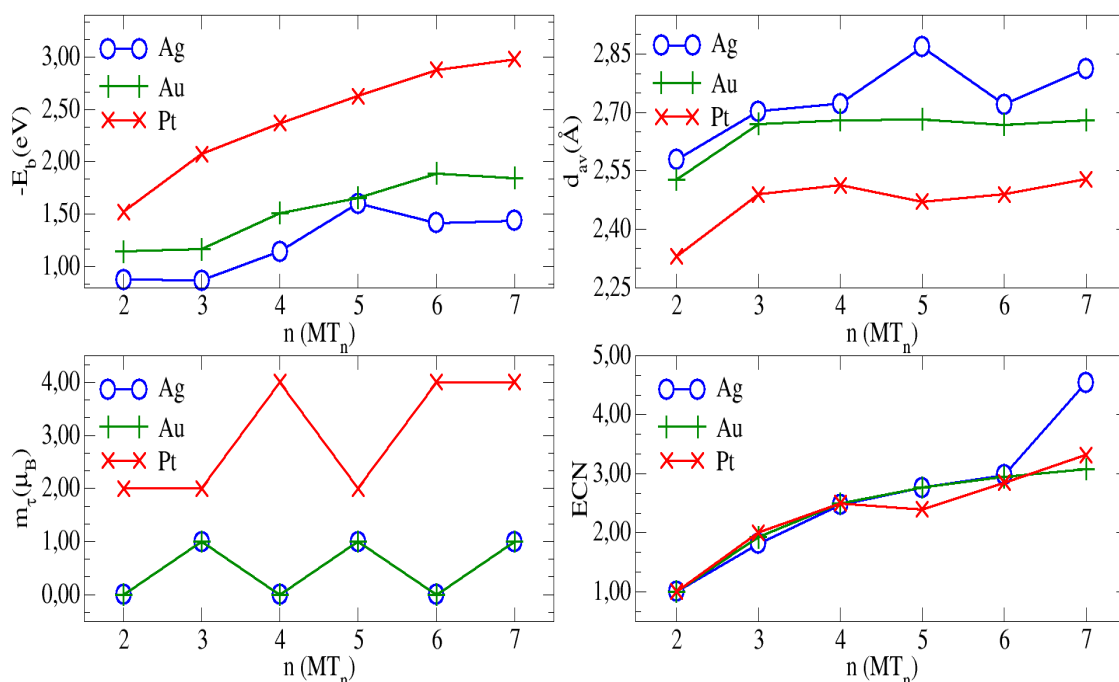 -E_b(eV)
3,00
2,50
2,00
1,50
1,00
Ag
Au
Pt
2 3 4 5 6 7
n (MT_n)
d_av(Å)
2,85
2,70
2,55
2,40
2,25
Ag
Au
Pt
2 3 4 5 6 7
n (MT_n)
m_τ(μ_B)
4,00
3,00
2,00
1,00
0,00
Ag
Au
Pt
2 3 4 5 6 7
n (MT_n)
ECN
5,00
4,00
3,00
2,00
1,00
Ag
Au
Pt
2 3 4 5 6 7
n (MT_n)